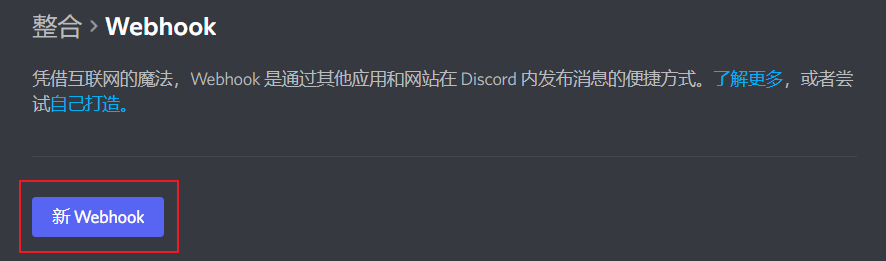 整合 > Webhook
凭借互联网的魔法，Webhook 是通过其他应用和网站在 Discord 内发布消息的便捷方式。了解更多，或者尝
试自己打造。
新 Webhook